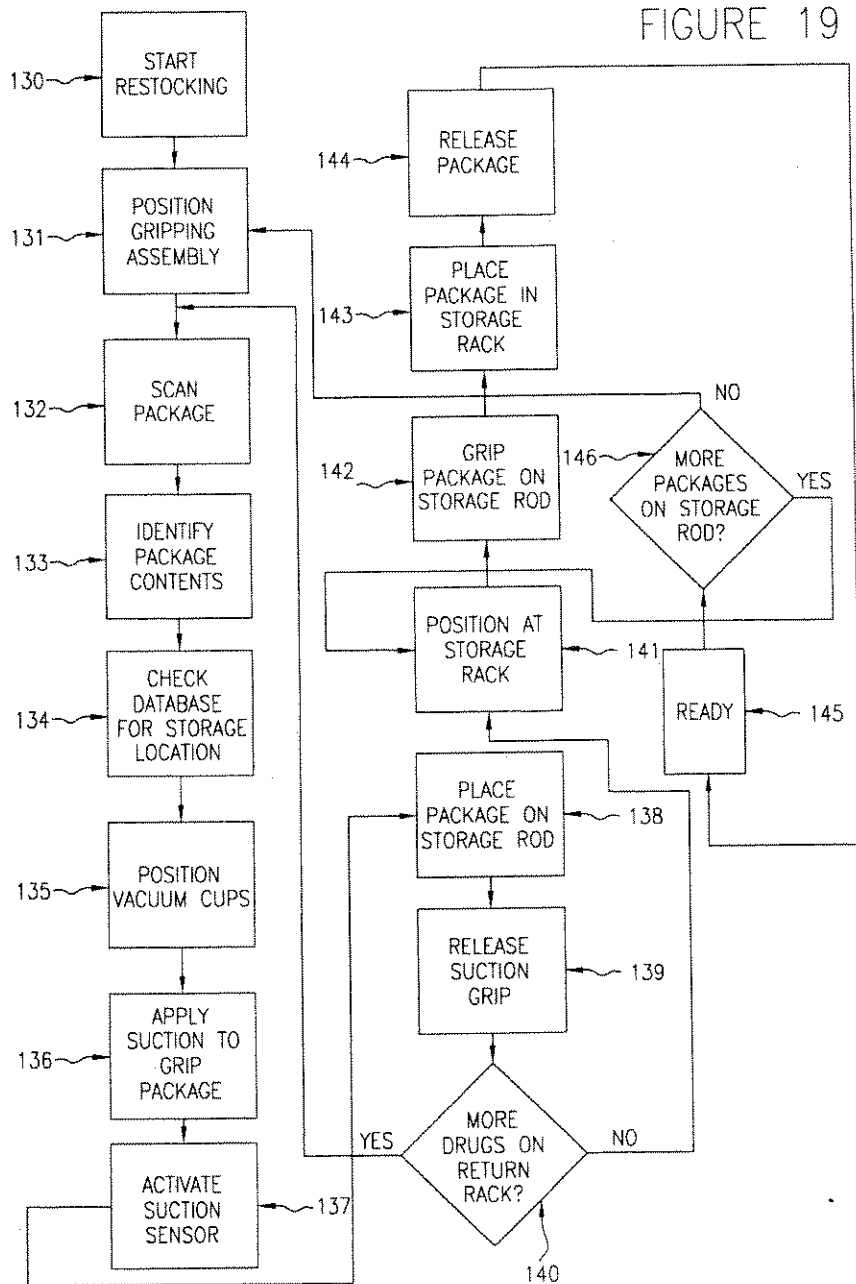 FIGURE 19
130
START
RESTOCKING
131
POSITION
GRIPPING
ASSEMBLY
132
SCAN
PACKAGE
133
IDENTIFY
PACKAGE
CONTENTS
134
CHECK
DATABASE
FOR STORAGE
LOCATION
135
POSITION
VACUUM CUPS
136
APPLY
SUCTION TO
GRIP
PACKAGE
ACTIVATE
SUCTION
SENSOR
137
PLACE
PACKAGE ON
STORAGE ROD
138
RELEASE
SUCTION
GRIP
139
MORE
DRUGS ON
RETURN
RACK?
YES
NO
140
POSITION AT
STORAGE
RACK
141
142
GRIP
PACKAGE ON
STORAGE ROD
143
PLACE
PACKAGE IN
STORAGE
RACK
144
RELEASE
PACKAGE
READY
145
146
MORE
PACKAGES
ON STORAGE
ROD?
NO
YES